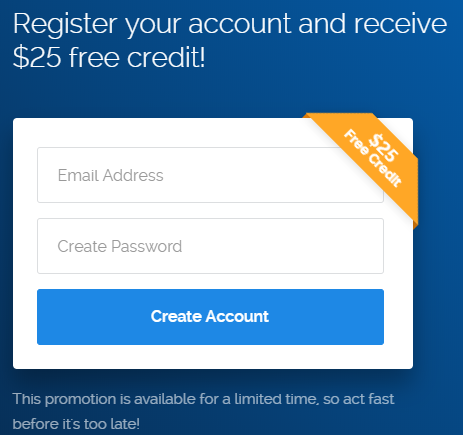 Register your account and receive
$25 free credit!
$25
Free Credit
Email Address
Create Password
Create Account
This promotion is available for a limited time, so act fast
before it's too late!